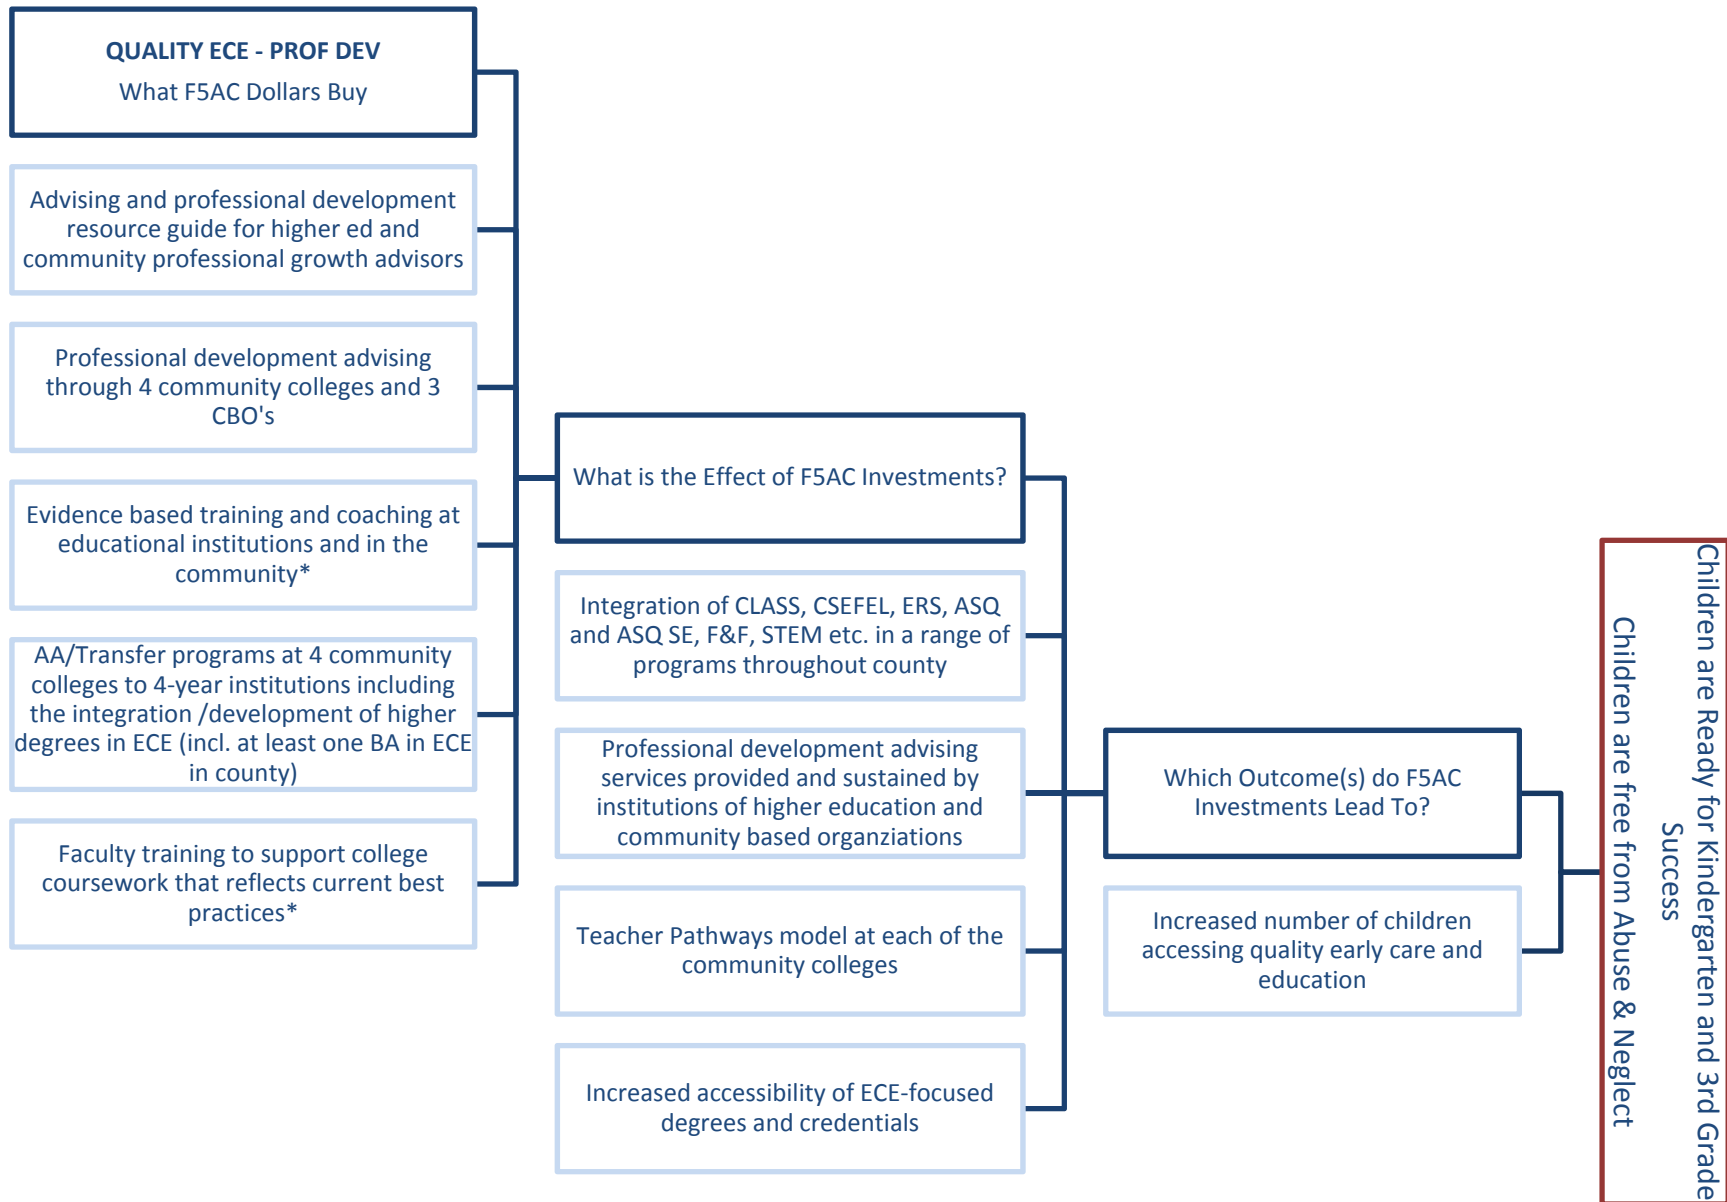 QUALITY ECE - PROF DEV
What F5AC Dollars Buy
Advising and professional development
resource guide for higher ed and
community professional growth advisors
Professional development advising
through 4 community colleges and 3
CBO's
Evidence based training and coaching at
educational institutions and in the
community*
AA/Transfer programs at 4 community
colleges to 4-year institutions including
the integration /development of higher
degrees in ECE (incl. at least one BA in ECE
in county)
Faculty training to support college
coursework that reflects current best
practices*
What is the Effect of F5AC Investments?
Integration of CLASS, CSEFEL, ERS, ASQ
and ASQ SE, F&F, STEM etc. in a range of
programs throughout county
Professional development advising
services provided and sustained by
institutions of higher education and
community based organziations
Teacher Pathways model at each of the
community colleges
Increased accessibility of ECE-focused
degrees and credentials
Which Outcome(s) do F5AC
Investments Lead To?
Increased number of children
accessing quality early care and
education
Children are Ready for Kindergarten and 3rd Grade
Success
Children are free from Abuse & Neglect